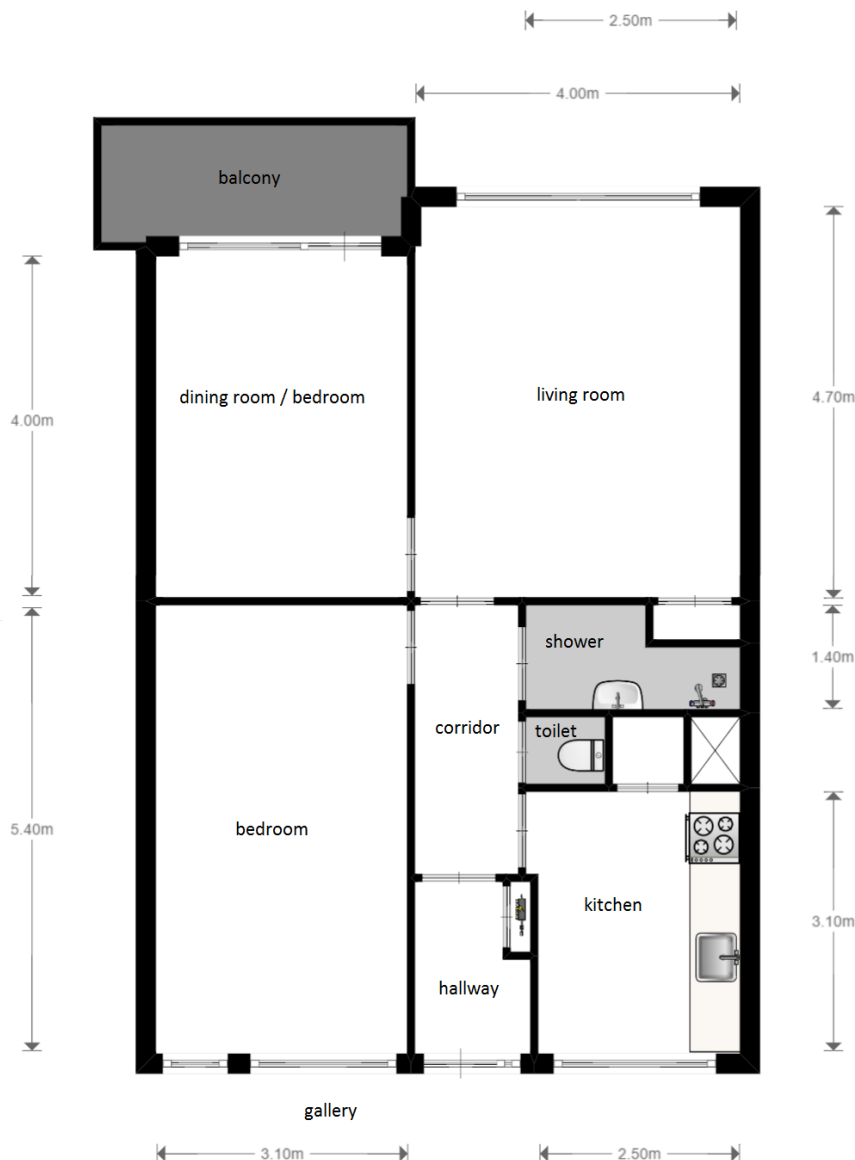 2.50m
4.00m
balcony
dining room / bedroom
living room
4.00m
4.70m
shower
1.40m
toilet
corridor
bedroom
5.40m
kitchen
3.10m
hallway
gallery
3.10m
2.50m